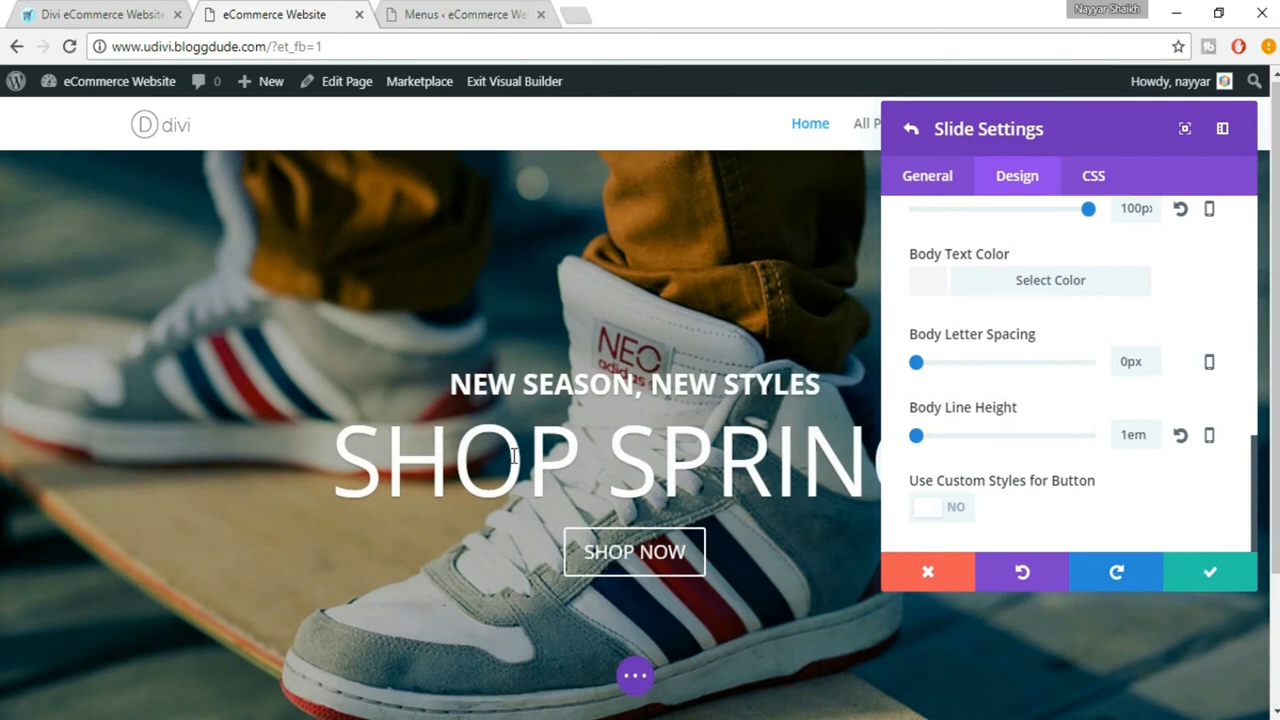 Divi eCommerce Website
eCommerce Website
Menus ‹ eCommerce We
Nayyar Shaikh
www.udivi.bloggdude.com/?et_fb=1
eCommerce Website
0
New
Edit Page
Marketplace
Exit Visual Builder
Howdy, nayyar
divi
Home
All P
Slide Settings
General
Design
CSS
100px
Body Text Color
Select Color
Body Letter Spacing
0px
Body Line Height
1em
Use Custom Styles for Button
NO
NEO
adidas
NEW SEASON, NEW STYLES
SHOP SPRING
SHOP NOW